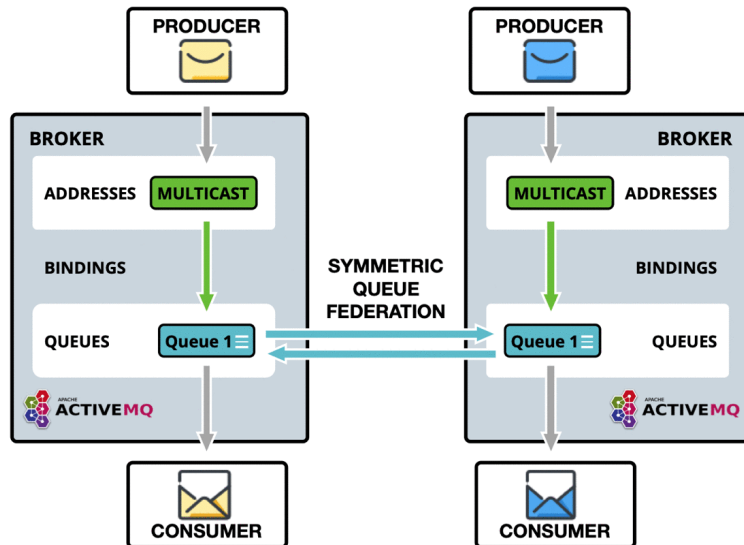 PRODUCER
PRODUCER
BROKER
BROKER
ADDRESSES
MULTICAST
MULTICAST
ADDRESSES
BINDINGS
SYMMETRIC
QUEUE
FEDERATION
BINDINGS
QUEUES
Queue 1
Queue 1
QUEUES
APACHE
ACTIVEMQ
APACHE
ACTIVEMQ
CONSUMER
CONSUMER